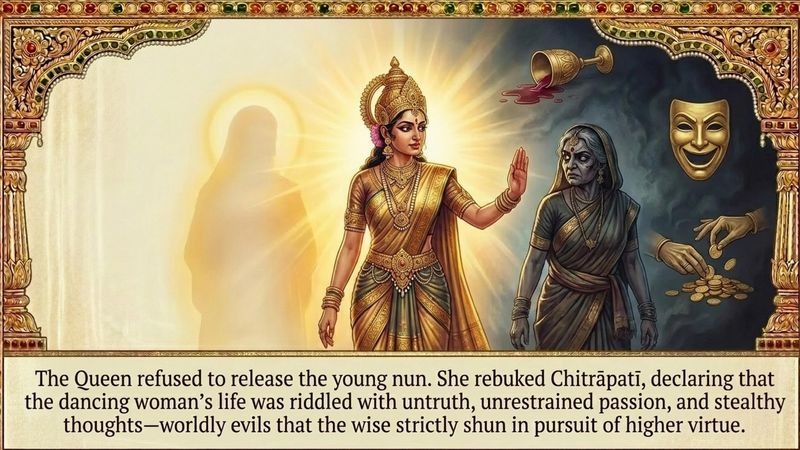 The Queen refused to release the young nun. She rebuked Chitrāpatī, declaring that
the dancing woman’s life was riddled with untruth, unrestrained passion, and stealthy
thoughts—worldly evils that the wise strictly shun in pursuit of higher virtue.